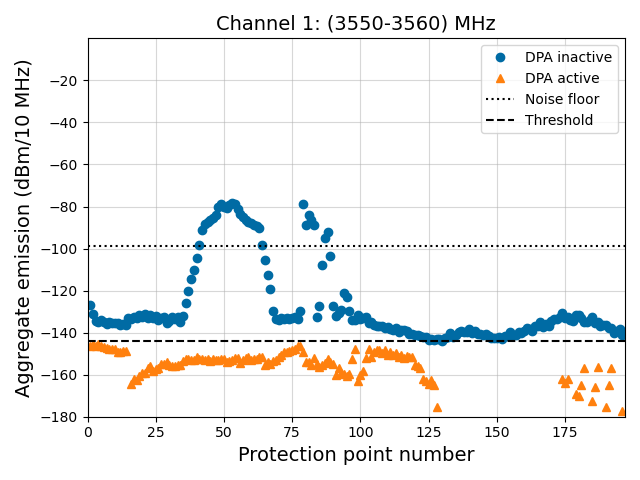 Channel 1: (3550-3560) MHz
Aggregate emission (dBm/10 MHz)
−20
−40
−60
−80
−100
−120
−140
−160
−180
DPA inactive
DPA active
Noise floor
Threshold
0 25 50 75 100 125 150 175
Protection point number